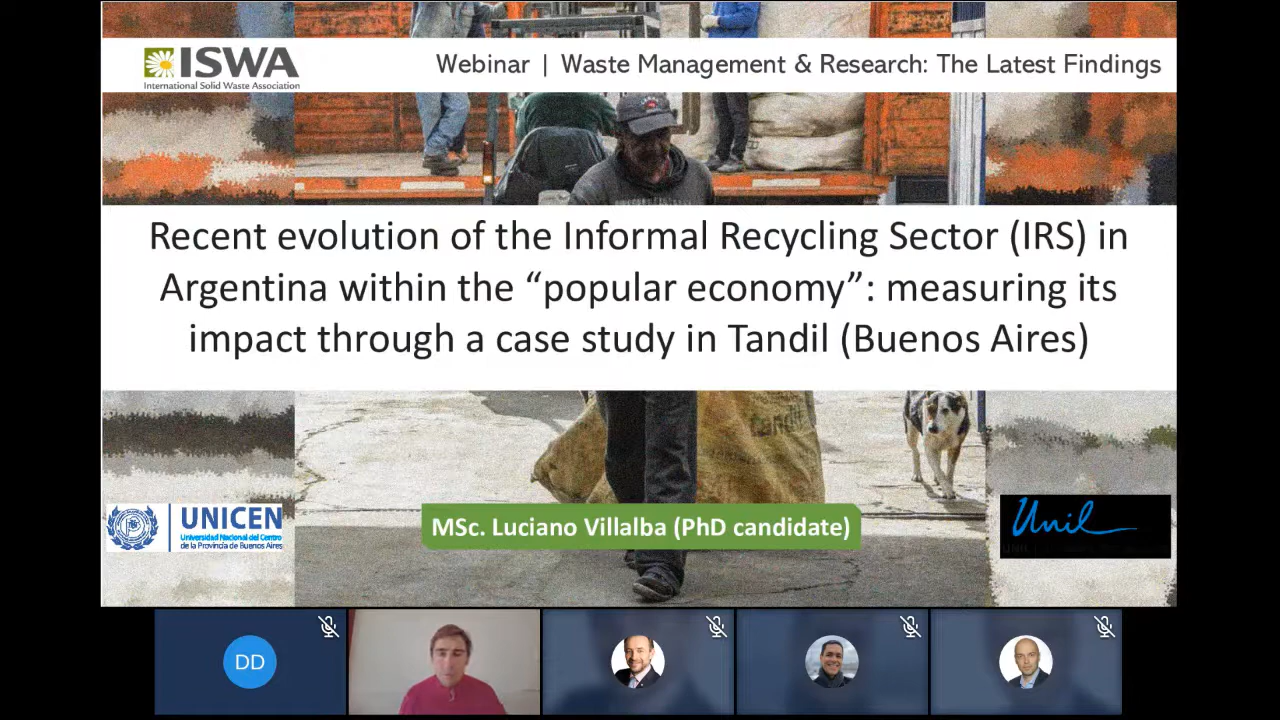 ISWA
International Solid Waste Association
Webinar | Waste Management & Research: The Latest Findings
Recent evolution of the Informal Recycling Sector (IRS) in
Argentina within the “popular economy”: measuring its
impact through a case study in Tandil (Buenos Aires)
Tandil
UNICEN
Universidad Nacional del Centro
de la Provincia de Buenos Aires
MSc. Luciano Villalba (PhD candidate)
Unil
DD